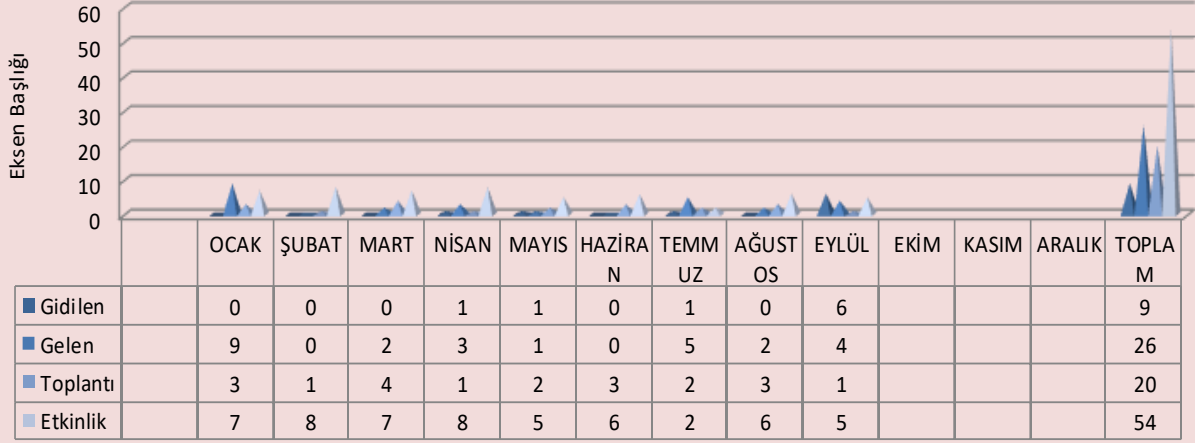 60
50
40
30
20
10
0
Eksen Başlığı
OCAK ŞUBAT MART NİSAN MAYIS HAZİRA TEMM AĞUST EYLÜL EKİM KASIM ARALIK TOPLA
N UZ OS M
Gidilen 0 0 0 1 1 0 1 0 6 9
Gelen 9 0 2 3 1 0 5 2 4 26
Toplantı 3 1 4 1 2 3 2 3 1 20
Etkinlik 7 8 7 8 5 6 2 6 5 54